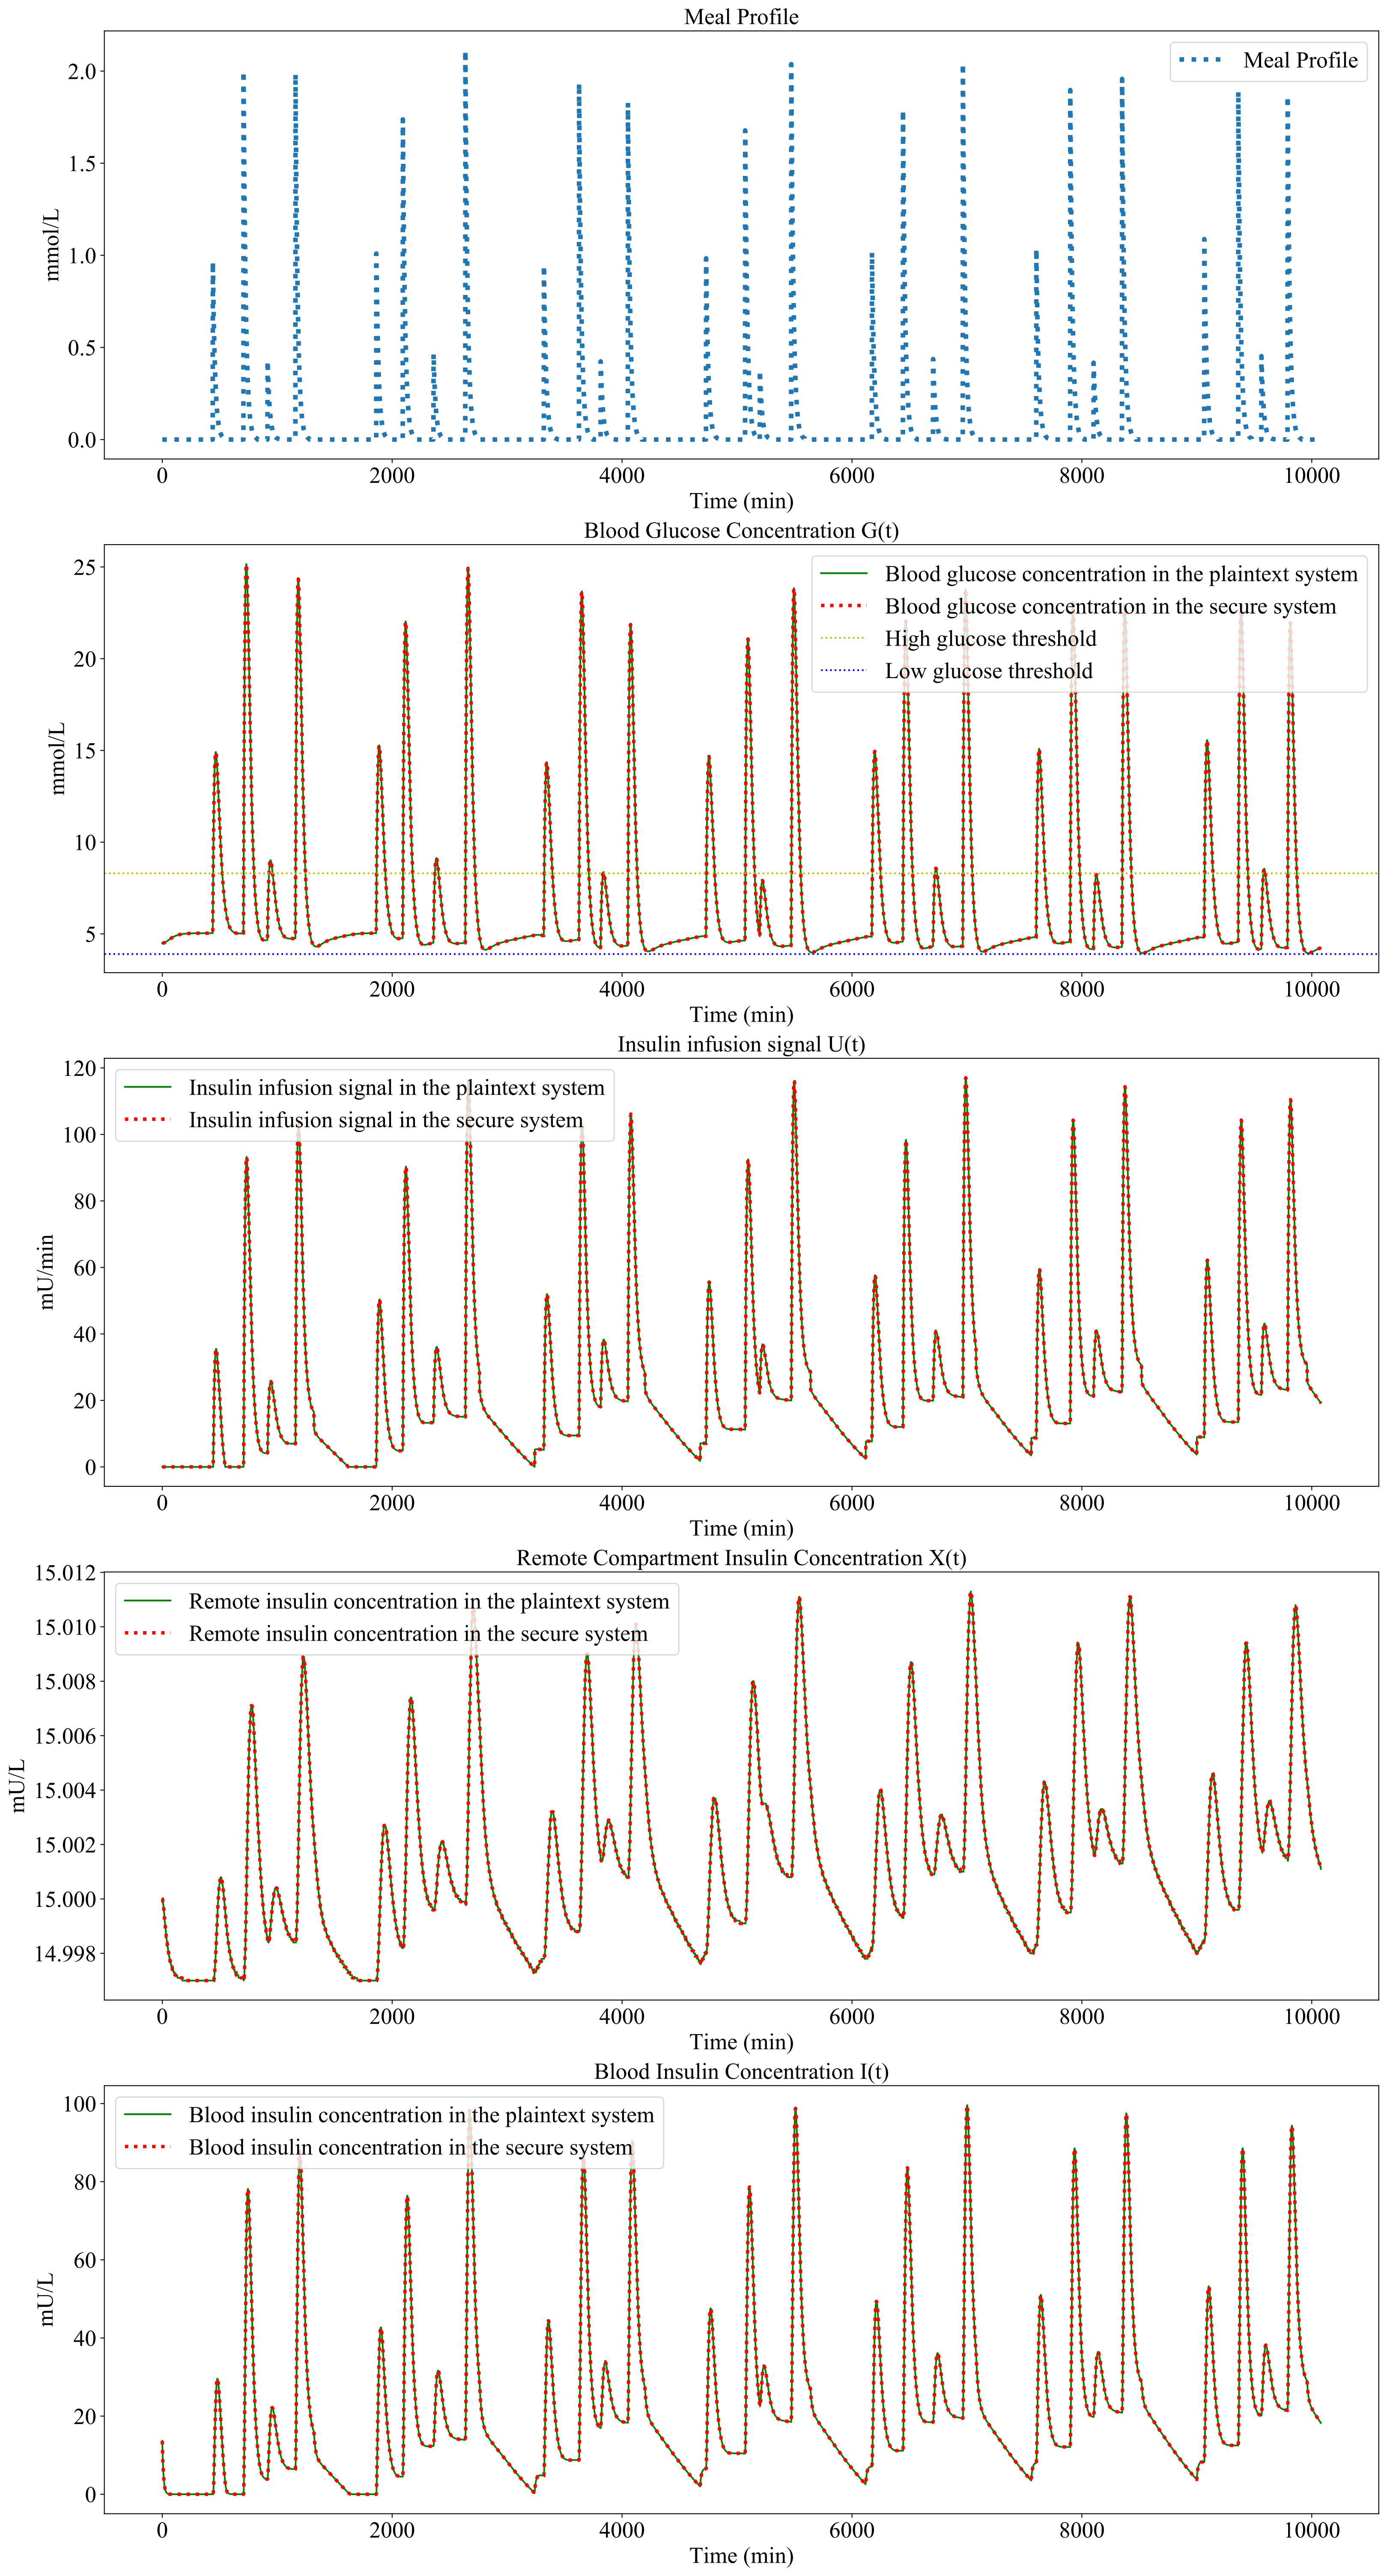 Meal Profile
Meal Profile
mmol/L
2.0
1.5
1.0
0.5
0.0
0 2000 4000 6000 8000 10000
Time (min)
Blood Glucose Concentration G(t)
Blood glucose concentration in the plaintext system
Blood glucose concentration in the secure system
High glucose threshold
Low glucose threshold
mmol/L
25
20
15
10
5
0 2000 4000 6000 8000 10000
Time (min)
Insulin infusion signal U(t)
Insulin infusion signal in the plaintext system
Insulin infusion signal in the secure system
mU/min
120
100
80
60
40
20
0
0 2000 4000 6000 8000 10000
Time (min)
Remote Compartment Insulin Concentration X(t)
Remote insulin concentration in the plaintext system
Remote insulin concentration in the secure system
mU/L
15.012
15.010
15.008
15.006
15.004
15.002
15.000
14.998
0 2000 4000 6000 8000 10000
Time (min)
Blood Insulin Concentration I(t)
Blood insulin concentration in the plaintext system
Blood insulin concentration in the secure system
mU/L
100
80
60
40
20
0
0 2000 4000 6000 8000 10000
Time (min)